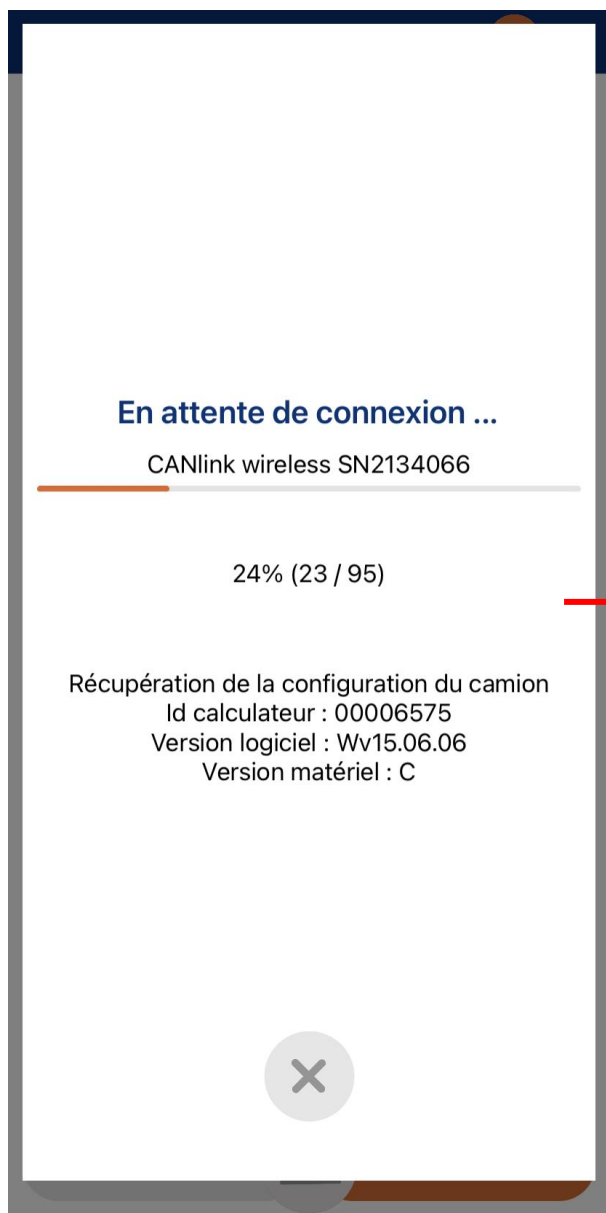 En attente de connexion ...
CANlink wireless SN2134066
24% (23 / 95)
Récupération de la configuration du camion
Id calculateur : 00006575
Version logiciel : Wv15.06.06
Version matériel : C